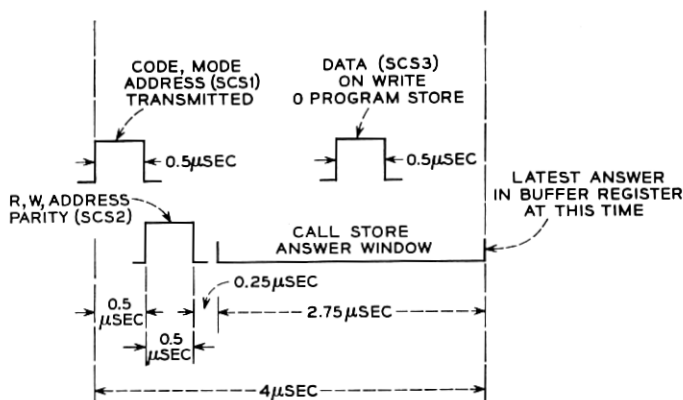 CODE, MODE
ADDRESS (SCS1)
TRANSMITTED
DATA (SCS3)
ON WRITE
O PROGRAM STORE
0.5μSEC
0.5μSEC
LATEST ANSWER
IN BUFFER REGISTER
AT THIS TIME
R, W, ADDRESS
PARITY (SCS2)
CALL STORE
ANSWER WINDOW
0.25μSEC
0.5
μSEC
2.75μSEC
0.5
μSEC
4μSEC